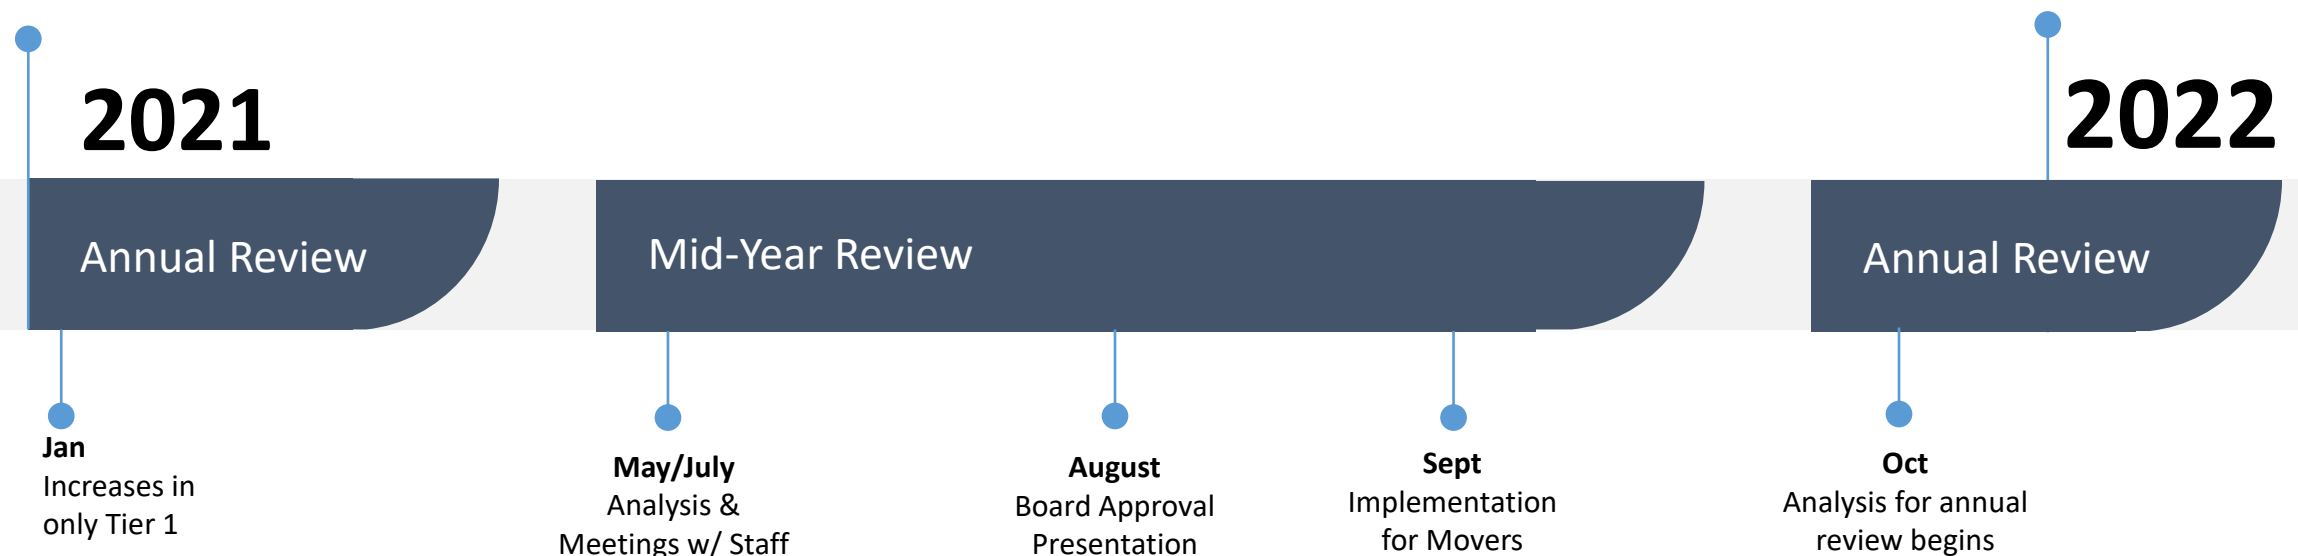 2021
2022
Annual Review
Mid-Year Review
Annual Review
Jan
Increases in
only Tier 1
May/July
Analysis &
Meetings w/ Staff
August
Board Approval
Presentation
Sept
Implementation
for Movers
Oct
Analysis for annual
review begins